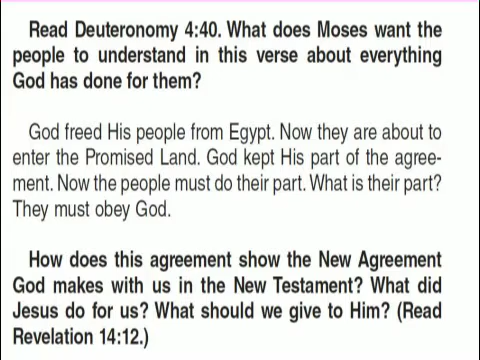 Read Deuteronomy 4:40. What does Moses want the
people to understand in this verse about everything
God has done for them?
God freed His people from Egypt. Now they are about to
enter the Promised Land. God kept His part of the agree-
ment. Now the people must do their part. What is their part?
They must obey God.
How does this agreement show the New Agreement
God makes with us in the New Testament? What did
Jesus do for us? What should we give to Him? (Read
Revelation 14:12.)